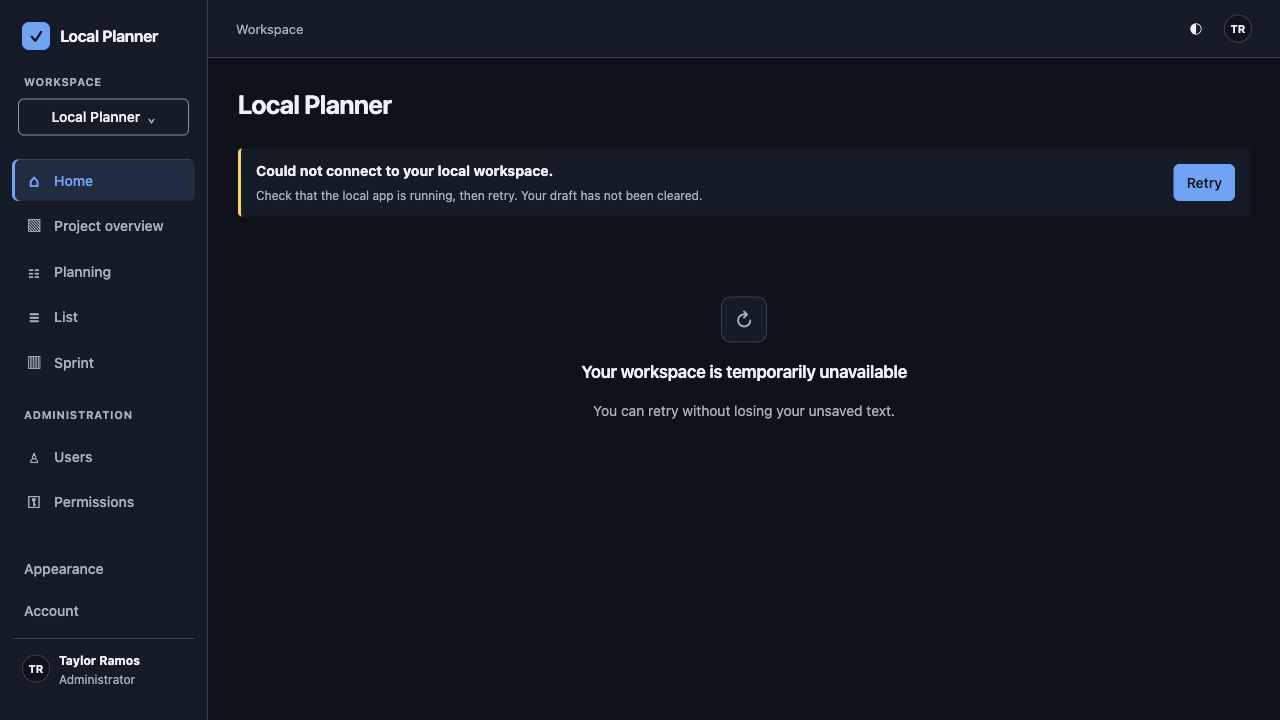 Local Planner
WORKSPACE
Local Planner
Home
Project overview
Planning
List
Sprint
ADMINISTRATION
Users
Permissions
Appearance
Account
TR
Taylor Ramos
Administrator
Workspace
TR
Local Planner
Could not connect to your local workspace.
Check that the local app is running, then retry. Your draft has not been cleared.
Retry
Your workspace is temporarily unavailable
You can retry without losing your unsaved text.